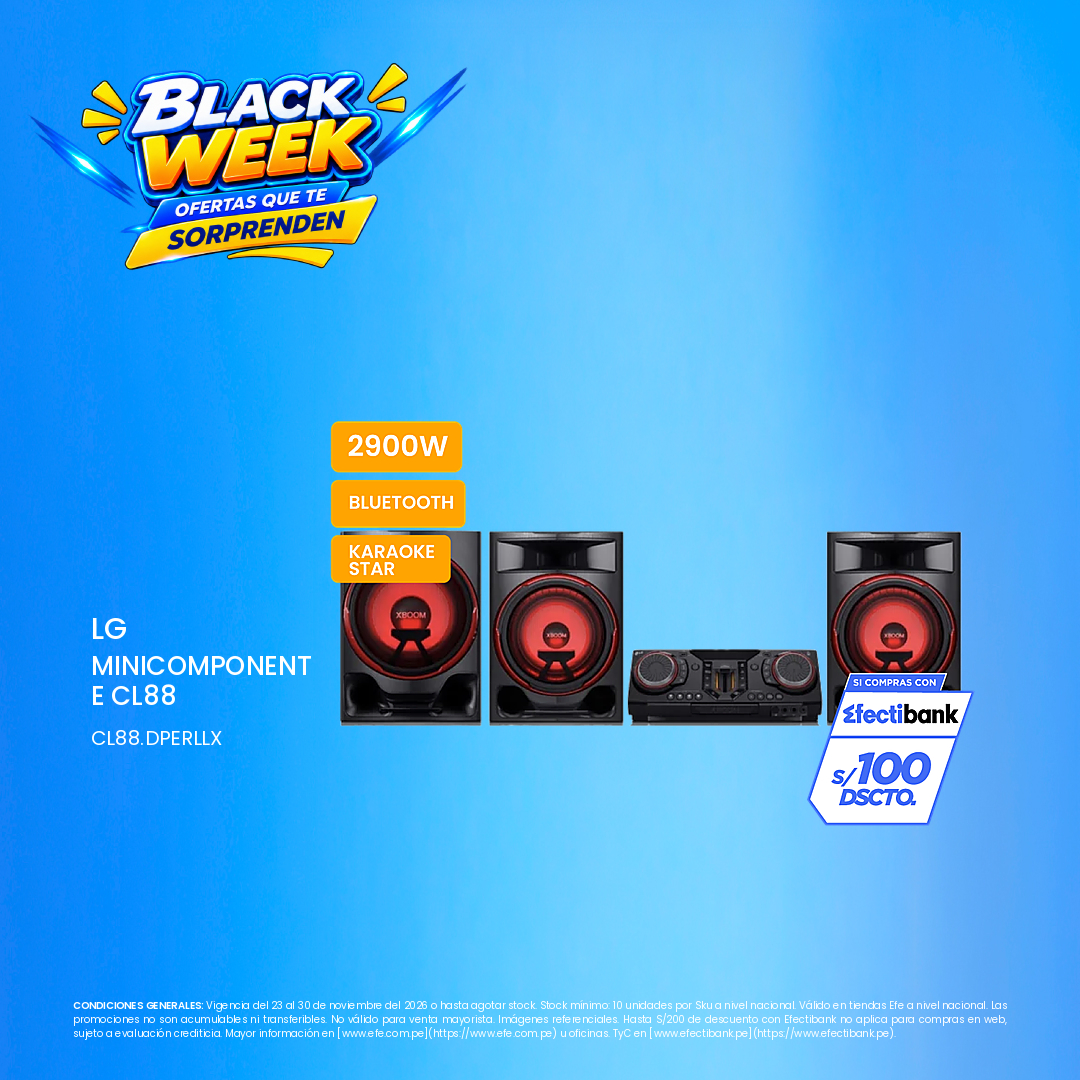 BLACK
WEEK
OFERTAS QUE TE
SORPRENDEN
2900W
BLUETOOTH
KARAOKE
STAR
XBOOM
XBOOM
XBOOM
LG
MINICOMPONENT
E CL88
CL88.DPERLLX
SI COMPRAS CON
Efectibank
S/100
DSCTO.
CONDICIONES GENERALES: Vigencia del 23 al 30 de noviembre del 2026 o hasta agotar stock. Stock mínimo: 10 unidades por Sku a nivel nacional. Válido en tiendas Efe a nivel nacional. Las
promociones no son acumulables ni transferibles. No válido para venta mayorista. Imágenes referenciales. Hasta S/200 de descuento con Efectibank no aplica para compras en web,
sujeto a evaluación crediticia. Mayor información en [www.efe.com.pe](https://www.efe.com.pe) u oficinas. TyC en [www.efectibank.pe](https://www.efectibank.pe).